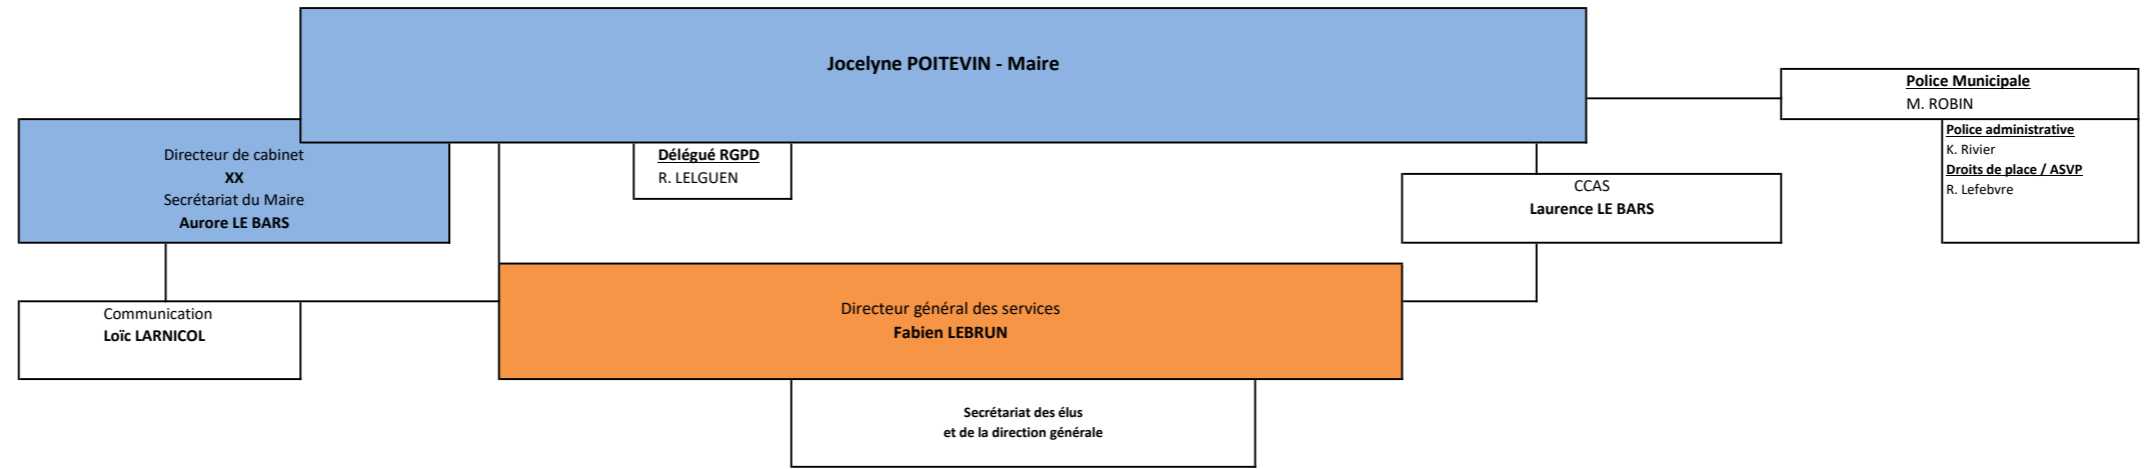 Jocelyne POITEVIN - Maire
Police Municipale
M. ROBIN
Police administrative
K. Rivier
Droits de place / ASVP
R. Lefebvre
Directeur de cabinet
XX
Secrétariat du Maire
Aurore LE BARS
Délégué RGPD
R. LELGUEN
CCAS
Laurence LE BARS
Communication
Loïc LARNICOL
Directeur général des services
Fabien LEBRUN
Secrétariat des élus
et de la direction générale